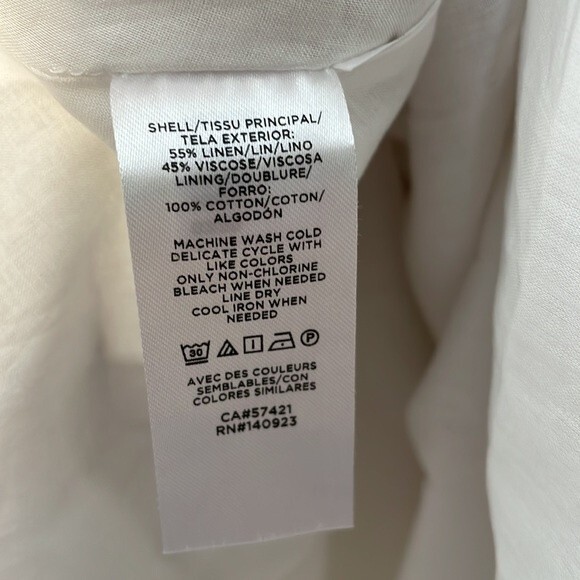 SHELL/TISSU PRINCIPAL/
TELA EXTERIOR:
55% LINEN/LIN/LINO
45% VISCOSE/VISCOSA
LINING/DOUBLURE/
FORRO:
100% COTTON/COTON/
ALGODÓN
MACHINE WASH COLD
DELICATE CYCLE WITH
LIKE COLORS
ONLY NON-CHLORINE
BLEACH WHEN NEEDED
LINE DRY
COOL IRON WHEN
NEEDED
30 P
AVEC DES COULEURS
SEMBLABLES/CON
COLORES SIMILARES
CA#57421
RN#140923